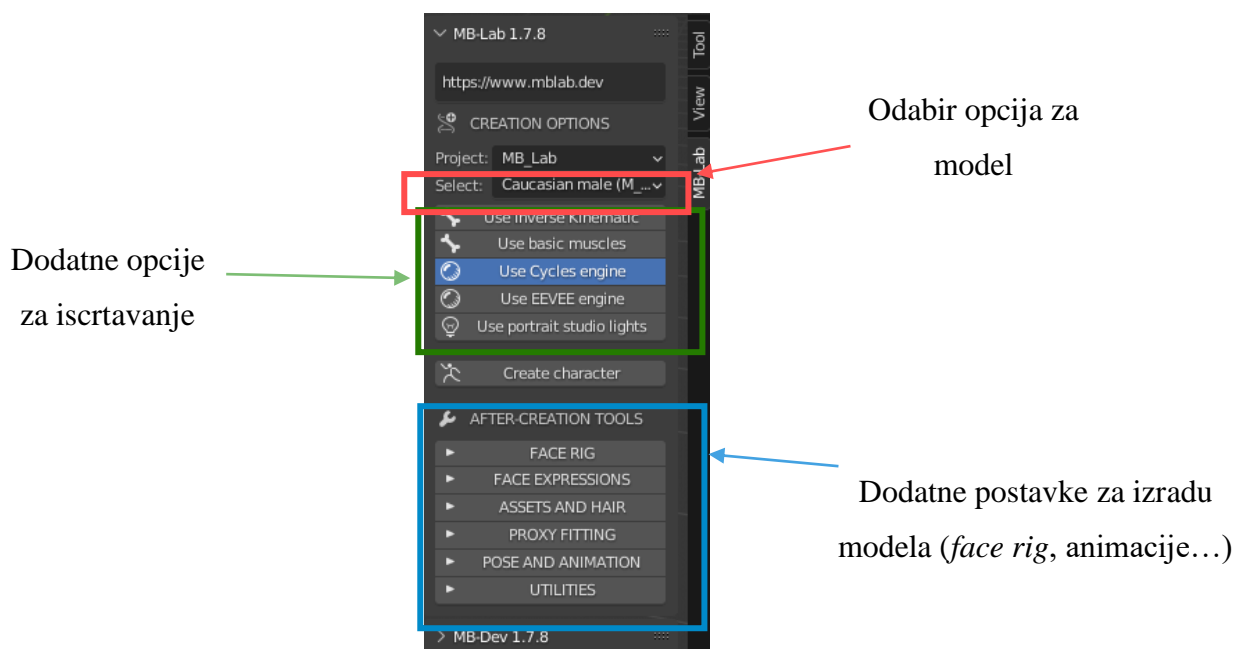 MB-Lab 1.7.8
https://www.mblab.dev
CREATION OPTIONS
Project: MB_Lab
Select: Caucasian male (M_...
Use Inverse Kinematic
Use basic muscles
Use Cycles engine
Use EEVEE engine
Use portrait studio lights
Create character
AFTER-CREATION TOOLS
FACE RIG
FACE EXPRESSIONS
ASSETS AND HAIR
PROXY FITTING
POSE AND ANIMATION
UTILITIES
MB-Dev 1.7.8
Tool
View
MB-Lab
Odabir opcija za
model
Dodatne opcije
za iscrtavanje
Dodatne postavke za izradu
modela (face rig, animacije…)